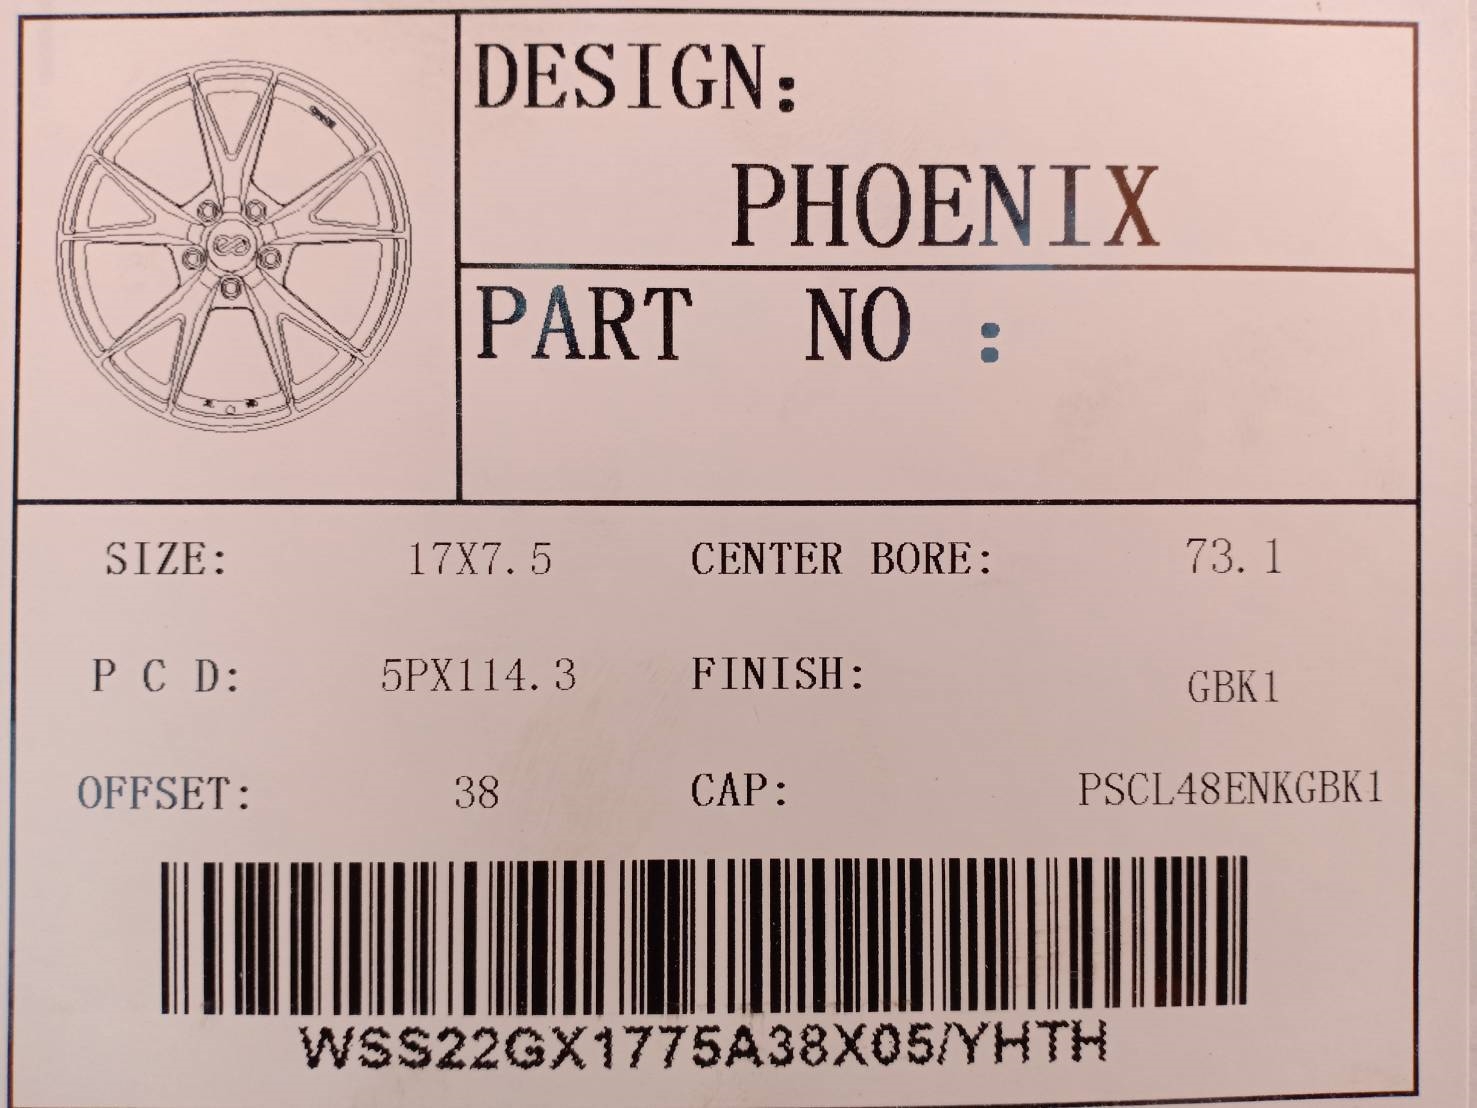 DESIGN:
PHOENIX
PART NO :
SIZE: 17X7.5 CENTER BORE: 73.1
P C D: 5PX114.3 FINISH: GBK1
OFFSET: 38 CAP: PSCL48ENKGBK1
WSS22GX1775A38X05/YHTH